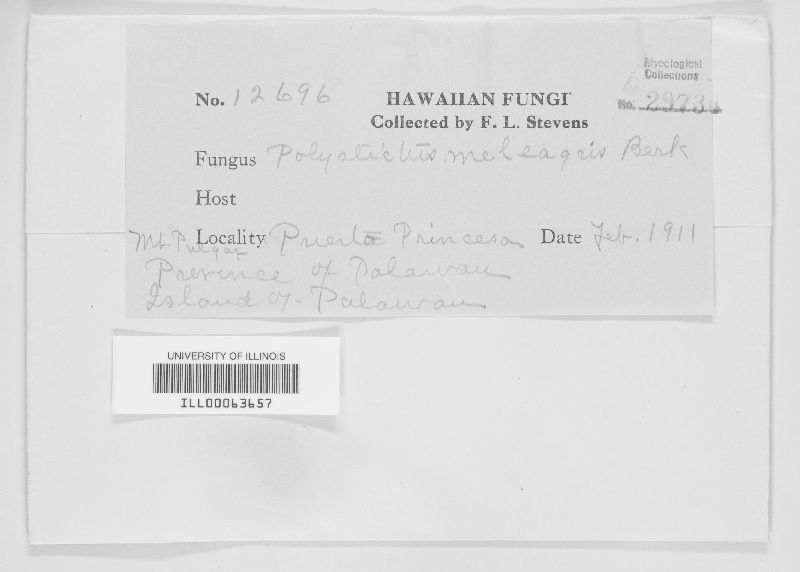 Mycological
Collections
No. 12696 HAWAIIAN FUNGI No. 29734
Collected by F. L. Stevens
Fungus Polystictus meleagris Berk
Host
Mt. Pulgar Locality Puerta Princesa Date Feb. 1911
Province of Palawan
Island of Palawan
UNIVERSITY OF ILLINOIS
ILL00063657